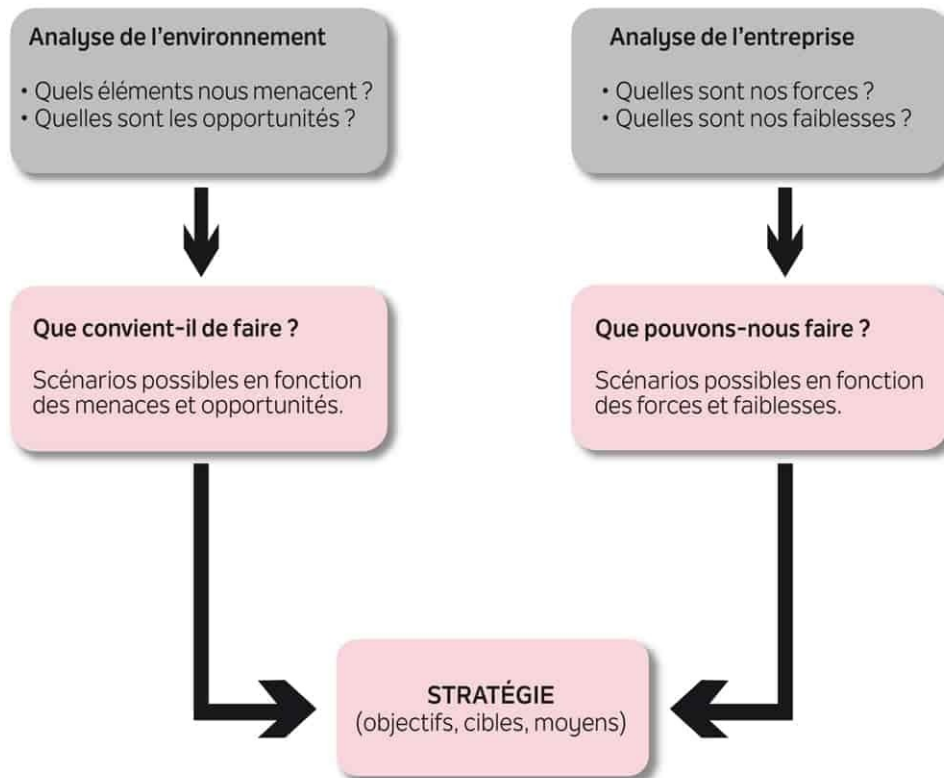 Analyse de l’environnement
• Quels éléments nous menacent ?
• Quelles sont les opportunités ?
Analyse de l’entreprise
• Quelles sont nos forces ?
• Quelles sont nos faiblesses ?
Que convient-il de faire ?
Scénarios possibles en fonction
des menaces et opportunités.
Que pouvons-nous faire ?
Scénarios possibles en fonction
des forces et faiblesses.
STRATÉGIE
(objectifs, cibles, moyens)